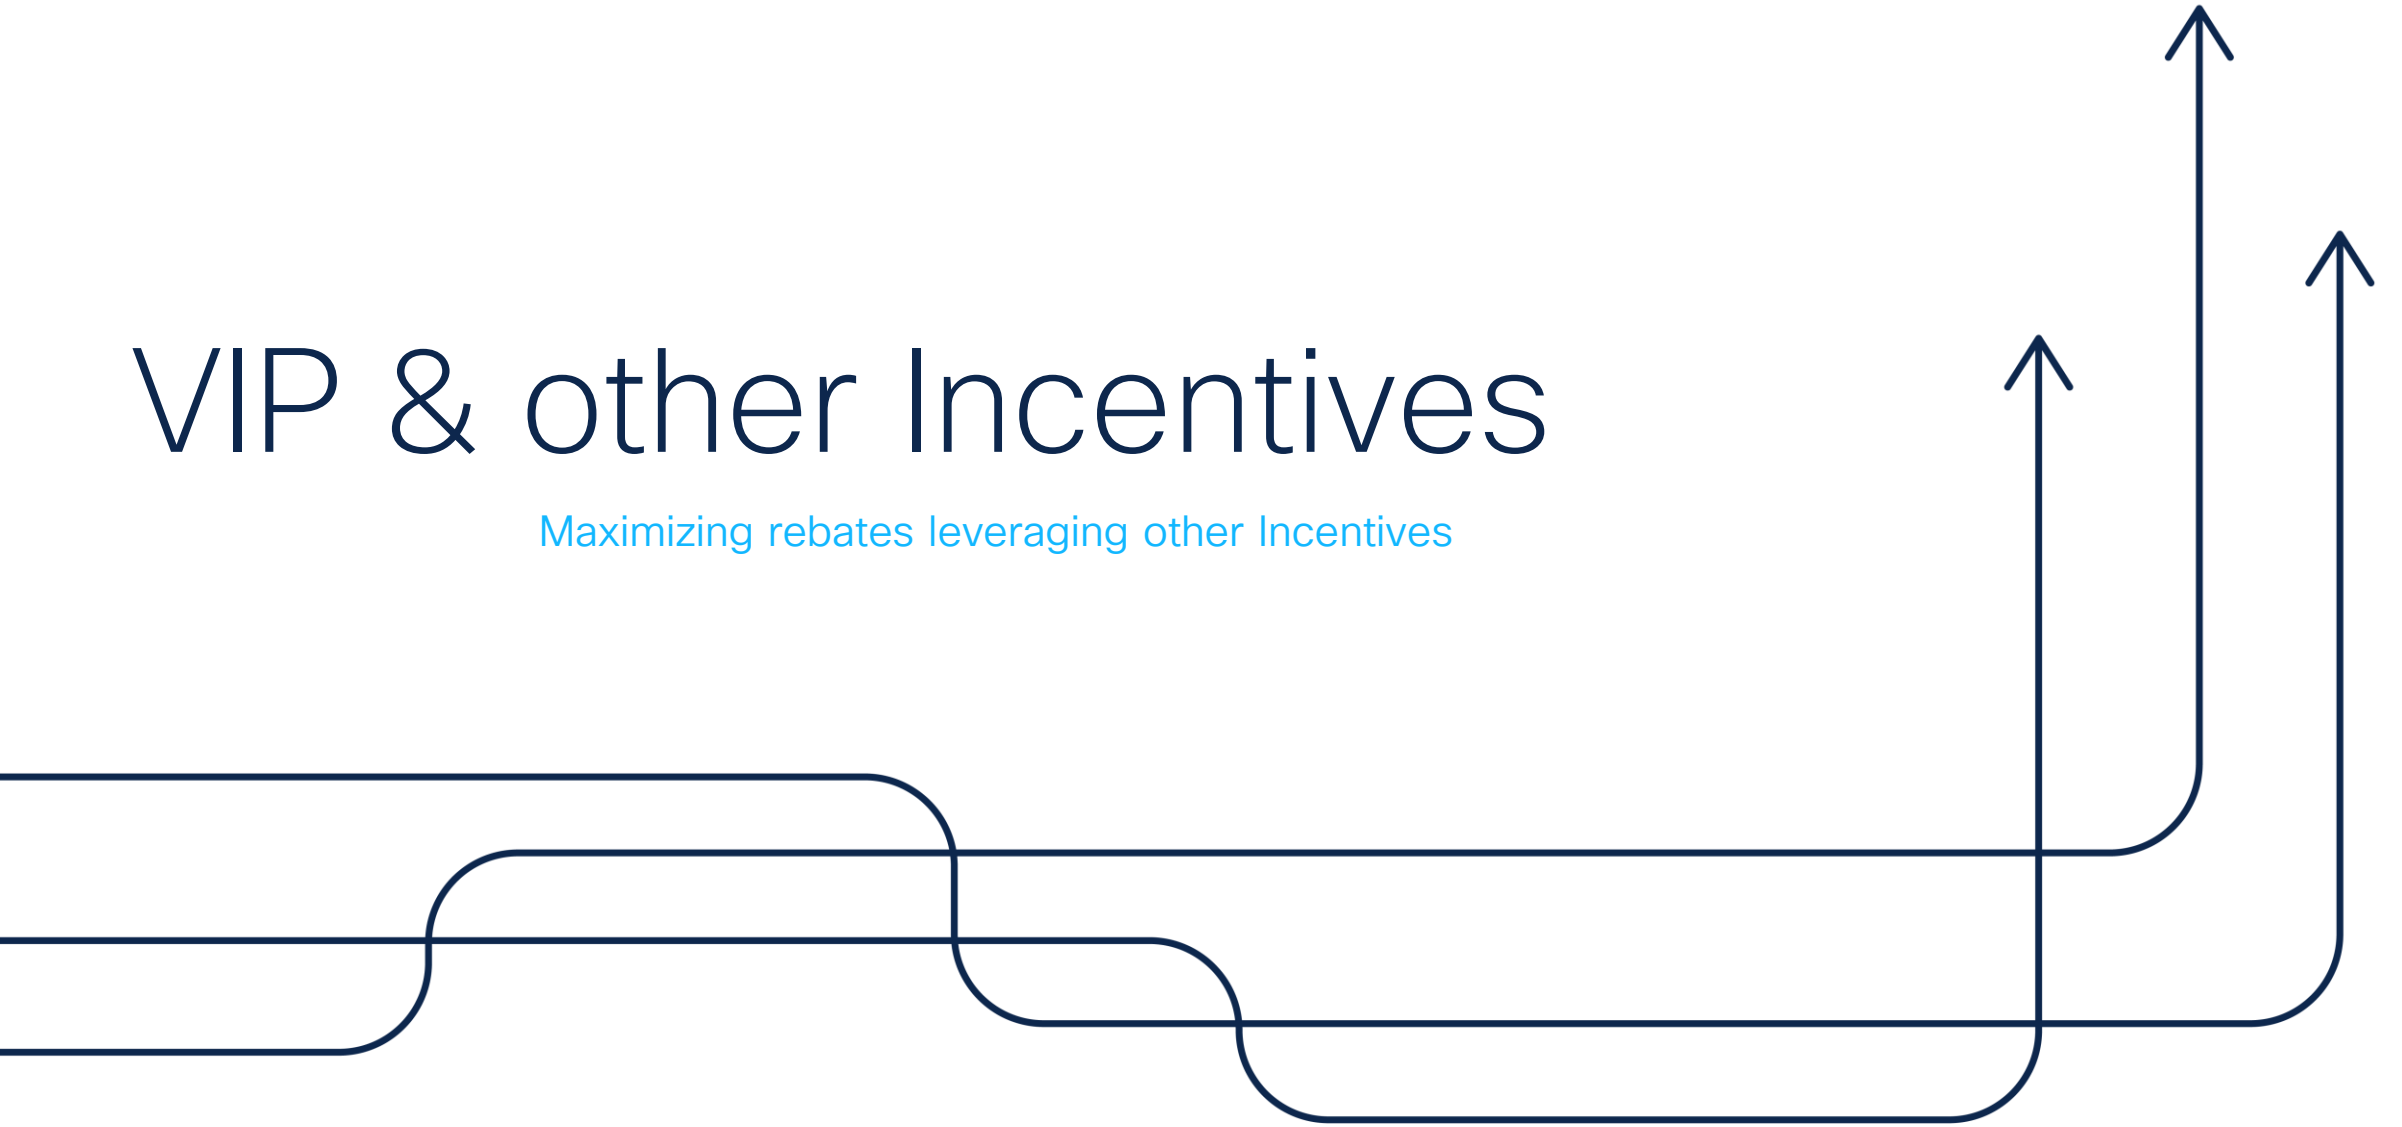 VIP & other Incentives
Maximizing rebates leveraging other Incentives